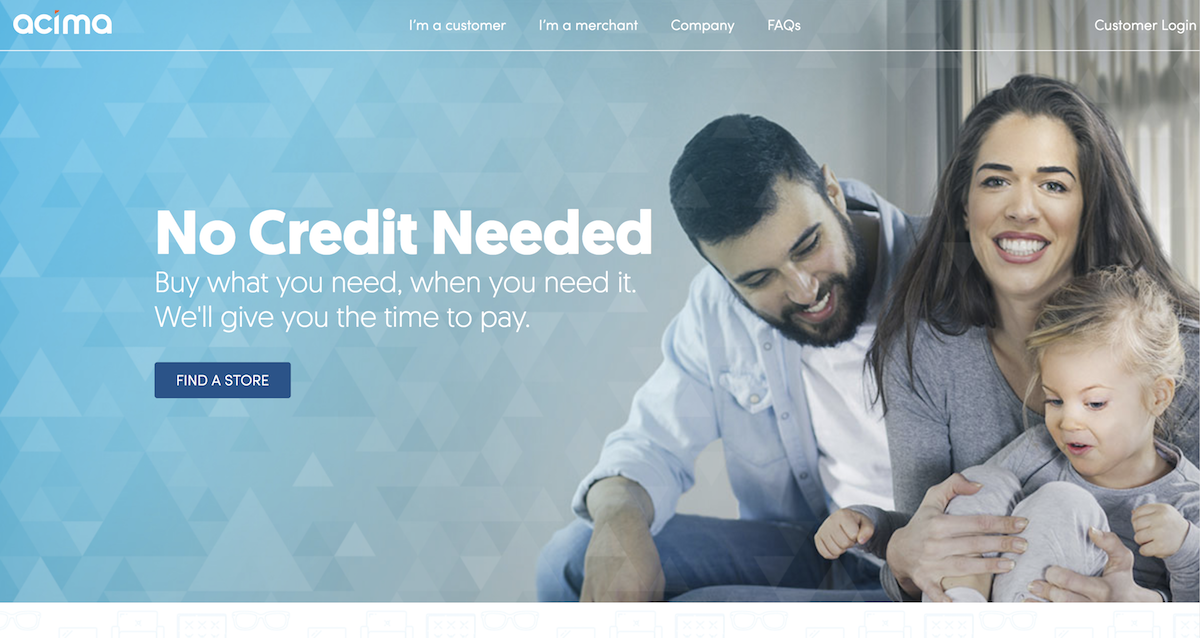 acima
I'm a customer
I'm a merchant
Company
FAQs
Customer Login
No Credit Needed
Buy what you need, when you need it.
We'll give you the time to pay.
FIND A STORE